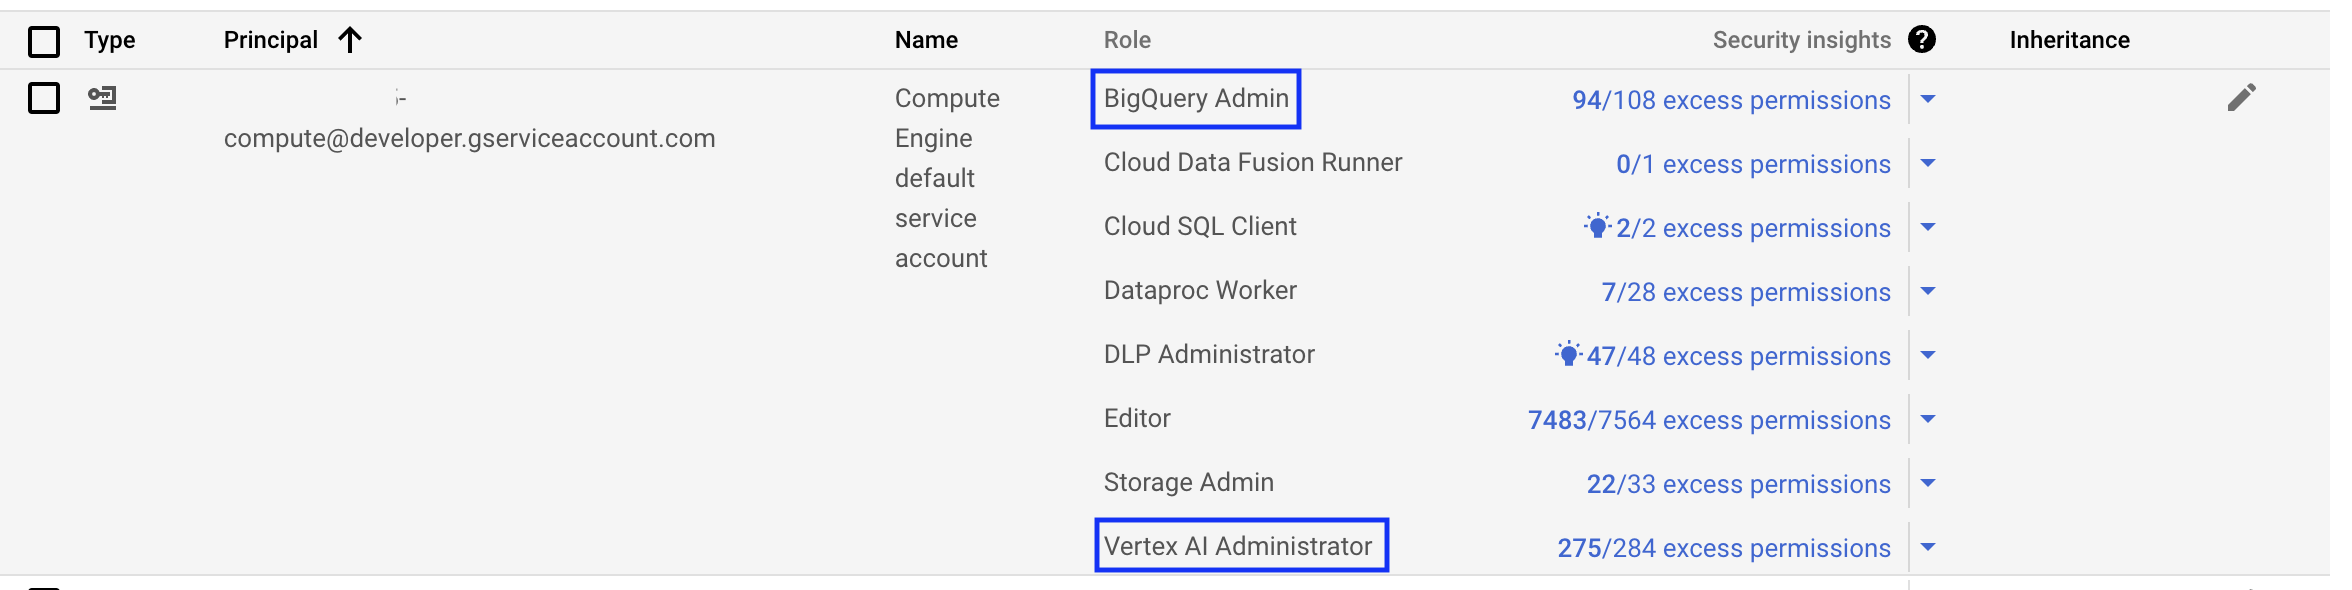 Type Principal Name Role Security insights ? Inheritance
- Compute BigQuery Admin 94/108 excess permissions
compute@developer.gserviceaccount.com Engine
default
service
account
Cloud Data Fusion Runner 0/1 excess permissions
Cloud SQL Client 2/2 excess permissions
Dataproc Worker 7/28 excess permissions
DLP Administrator 47/48 excess permissions
Editor 7483/7564 excess permissions
Storage Admin 22/33 excess permissions
Vertex AI Administrator 275/284 excess permissions